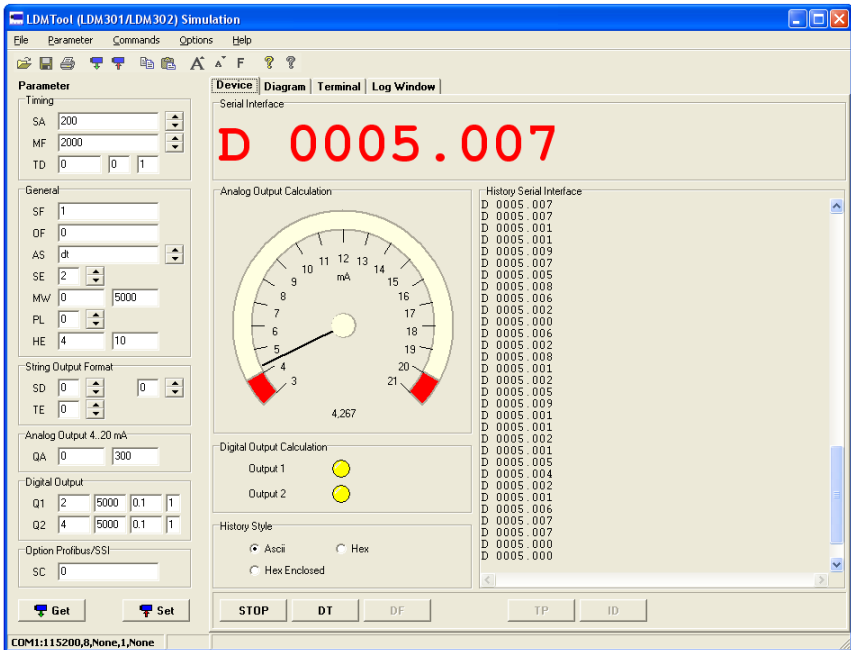 LDMTool (LDM301/LDM302) Simulation
File Parameter Commands Options Help
A A F ? ?
Parameter
Timing
SA 200
MF 2000
TD 0 0 1
General
SF 1
OF 0
AS dt
SE 2
MW 0 5000
PL 0
HE 4 10
String Output Format
SD 0 0
TE 0
Analog Output 4..20 mA
QA 0 300
Digital Output
Q1 2 5000 0.1 1
Q2 4 5000 0.1 1
Option Profibus/SSI
SC 0
Get Set
Device Diagram Terminal Log Window
Serial Interface
D 0005.007
Analog Output Calculation
3 4 5 6 7 8 9 10 11 12 13 14 15 16 17 18 19 20 21
mA
4,267
Digital Output Calculation
Output 1
Output 2
History Style
Ascii Hex
Hex Enclosed
History Serial Interface
D 0005.007
D 0005.007
D 0005.001
D 0005.001
D 0005.009
D 0005.007
D 0005.005
D 0005.008
D 0005.006
D 0005.002
D 0005.000
D 0005.006
D 0005.002
D 0005.008
D 0005.001
D 0005.002
D 0005.005
D 0005.009
D 0005.001
D 0005.001
D 0005.002
D 0005.001
D 0005.005
D 0005.004
D 0005.002
D 0005.001
D 0005.006
D 0005.007
D 0005.007
D 0005.000
D 0005.000
STOP DT DF TP ID
COM1:115200,8,None,1,None